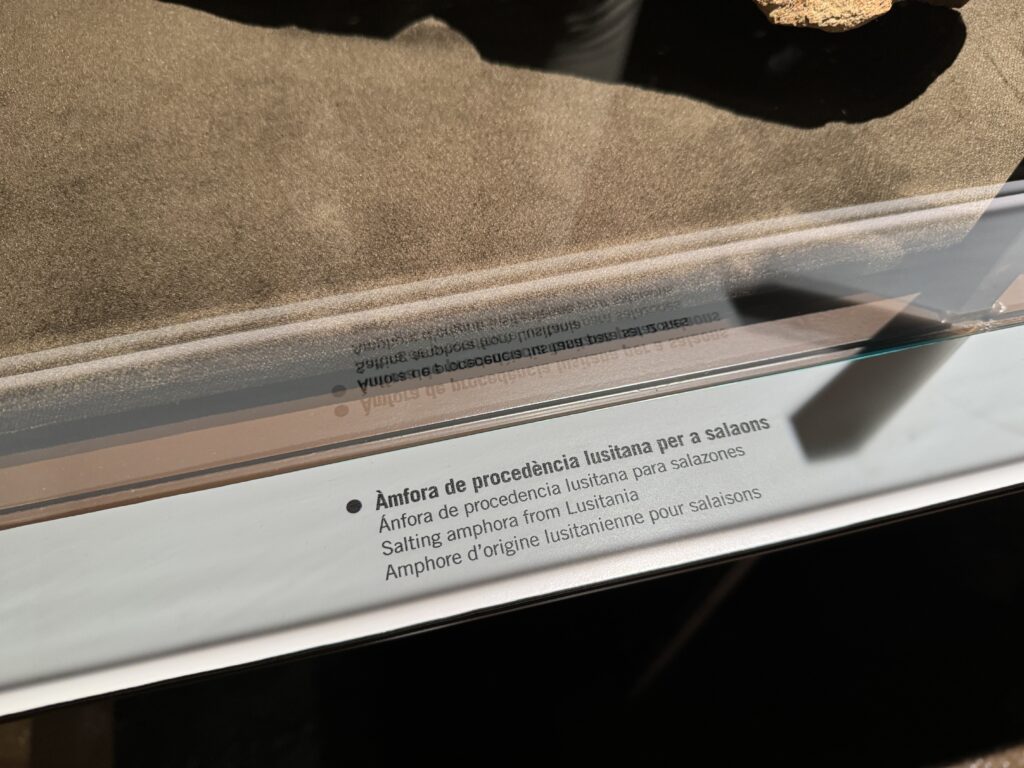 ● Àmfora de procedència lusitana per a salaons
Ánfora de procedencia lusitana para salazones
Salting amphora from Lusitania
Amphore d'origine lusitanienne pour salaisons